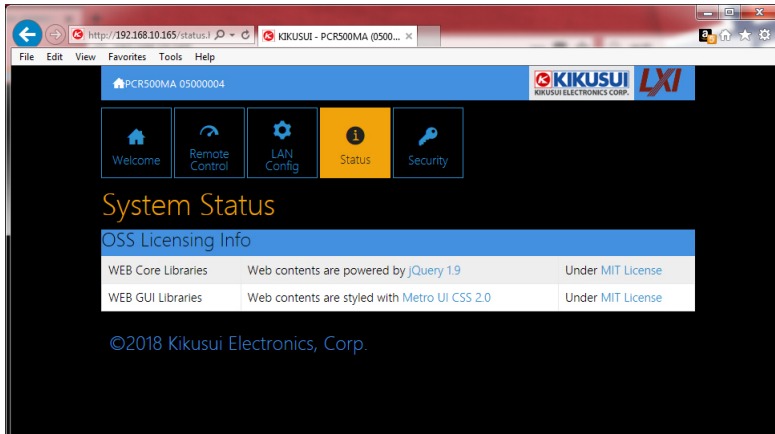 http://192.168.10.165/status.l
KIKUSUI - PCR500MA (0500...
File Edit View Favorites Tools Help
PCR500MA 05000004
KIKUSUI
KIKUSUI ELECTRONICS CORP.
LXI
Welcome
Remote Control
LAN Config
Status
Security
System Status
OSS Licensing Info
WEB Core Libraries Web contents are powered by jQuery 1.9 Under MIT License
WEB GUI Libraries Web contents are styled with Metro UI CSS 2.0 Under MIT License
©2018 Kikusui Electronics, Corp.